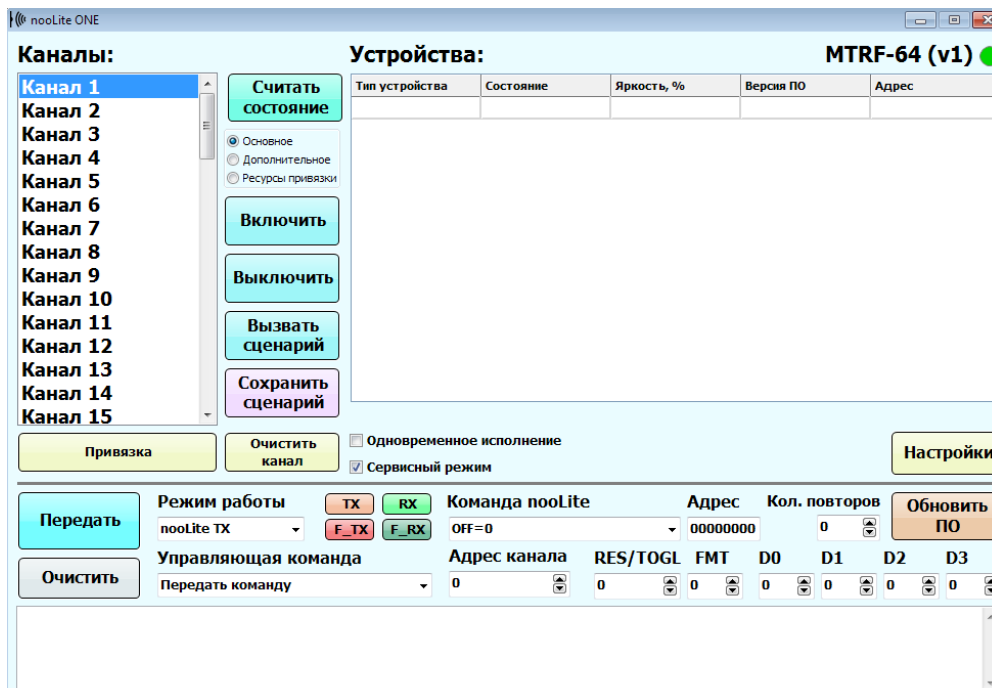 nooLite ONE
Каналы:
Устройства:
MTRF-64 (v1)
Канал 1
Канал 2
Канал 3
Канал 4
Канал 5
Канал 6
Канал 7
Канал 8
Канал 9
Канал 10
Канал 11
Канал 12
Канал 13
Канал 14
Канал 15
Считать
состояние
Основное
Дополнительное
Ресурсы привязки
Включить
Выключить
Вызвать
сценарий
Сохранить
сценарий
Тип устройства Состояние Яркость, % Версия ПО Адрес
Привязка
Очистить
канал
Одновременное исполнение
Сервисный режим
Настройки
Передать
Очистить
Режим работы
TX RX
nooLite TX
F_TX F_RX
Команда nooLite
OFF=0
Адрес
00000000
Кол. повторов
0
Обновить
ПО
Управляющая команда
Передать команду
Адрес канала
0
RES/TOGL FMT D0 D1 D2 D3
0 0 0 0 0 0